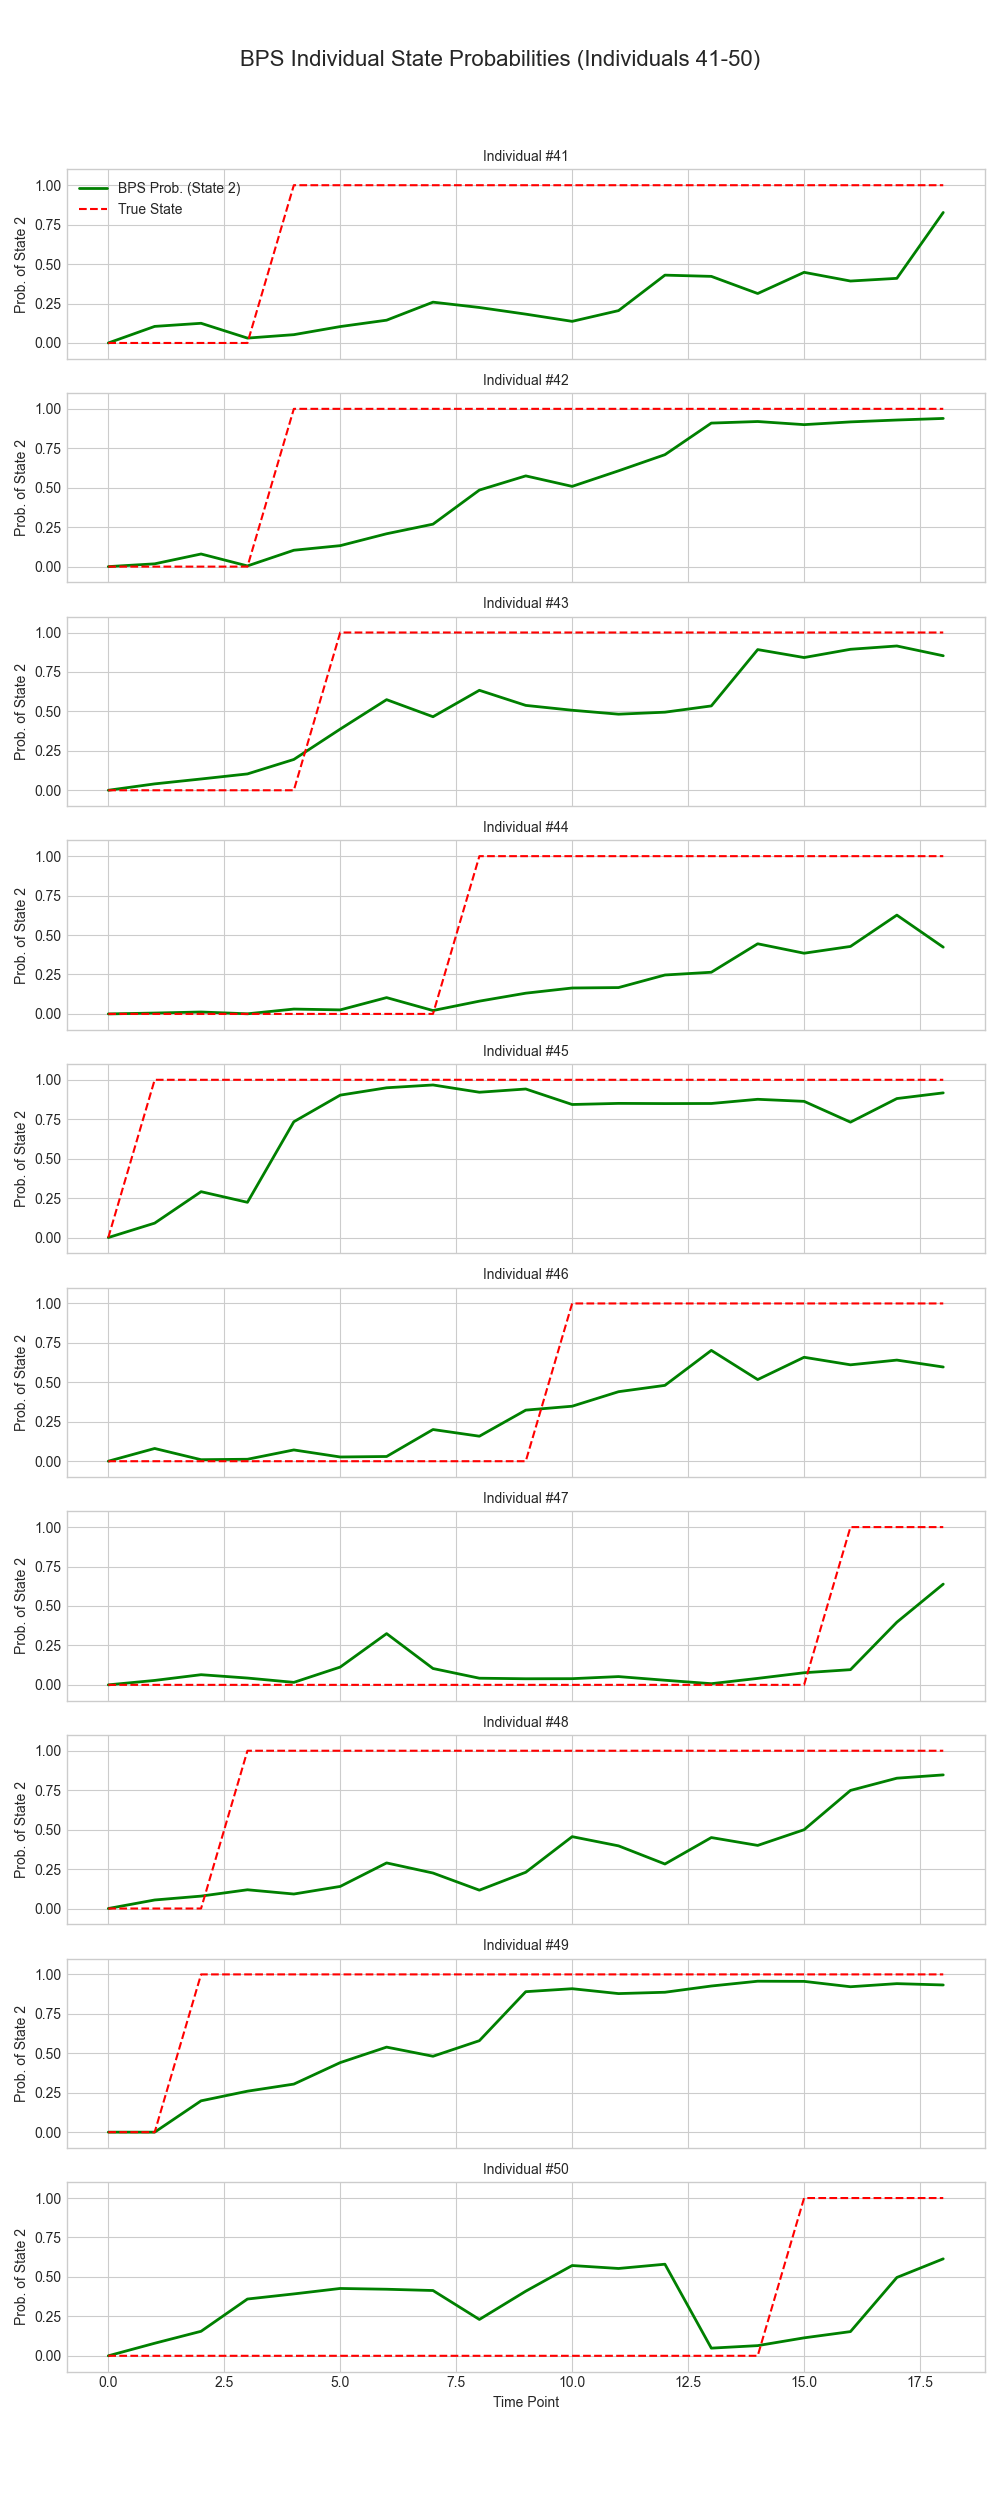 BPS Individual State Probabilities (Individuals 41-50)
Individual #41
BPS Prob. (State 2)
True State
Prob. of State 2
1.00
0.75
0.50
0.25
0.00
Individual #42
Prob. of State 2
1.00
0.75
0.50
0.25
0.00
Individual #43
Prob. of State 2
1.00
0.75
0.50
0.25
0.00
Individual #44
Prob. of State 2
1.00
0.75
0.50
0.25
0.00
Individual #45
Prob. of State 2
1.00
0.75
0.50
0.25
0.00
Individual #46
Prob. of State 2
1.00
0.75
0.50
0.25
0.00
Individual #47
Prob. of State 2
1.00
0.75
0.50
0.25
0.00
Individual #48
Prob. of State 2
1.00
0.75
0.50
0.25
0.00
Individual #49
Prob. of State 2
1.00
0.75
0.50
0.25
0.00
Individual #50
Prob. of State 2
1.00
0.75
0.50
0.25
0.00
0.0 2.5 5.0 7.5 10.0 12.5 15.0 17.5
Time Point